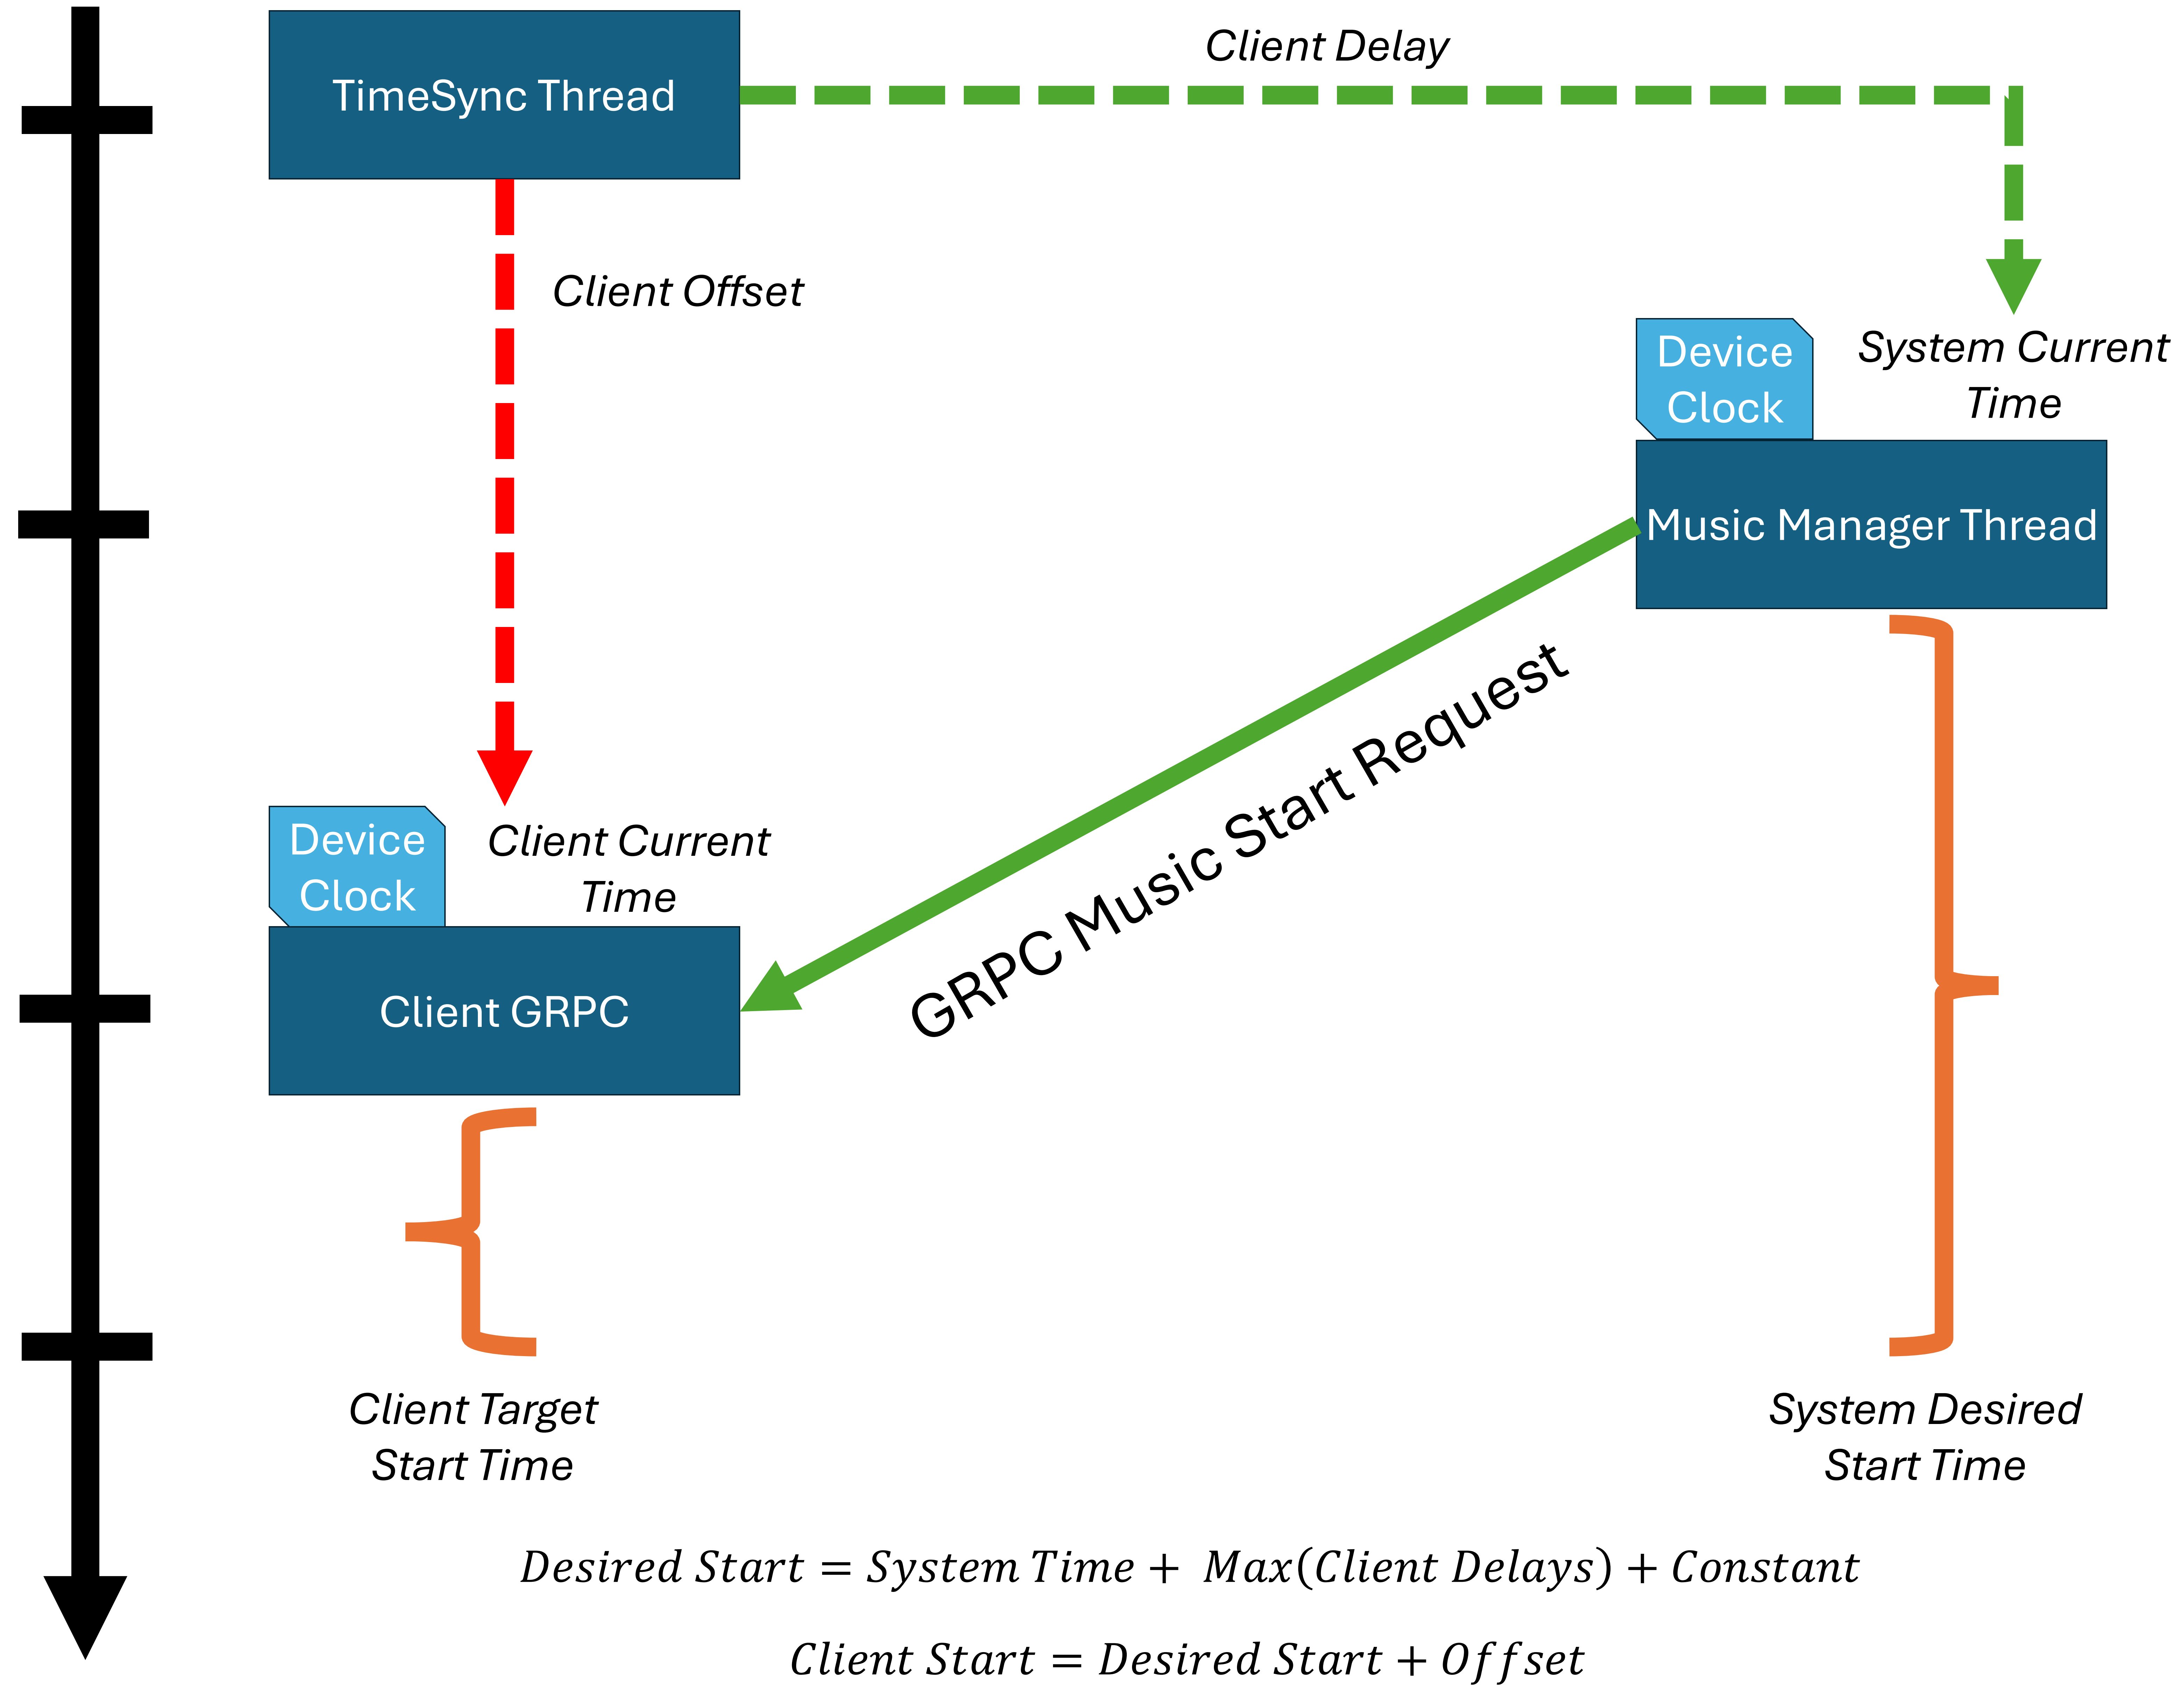 Client Delay
TimeSync Thread
Client Offset
Device
Clock
System Current
Time
Music Manager Thread
GRPC Music Start Request
Device
Clock
Client Current
Time
Client GRPC
Client Target
Start Time
System Desired
Start Time
Desired Start = System Time + Max(Client Delays) + Constant
Client Start = Desired Start + Offset